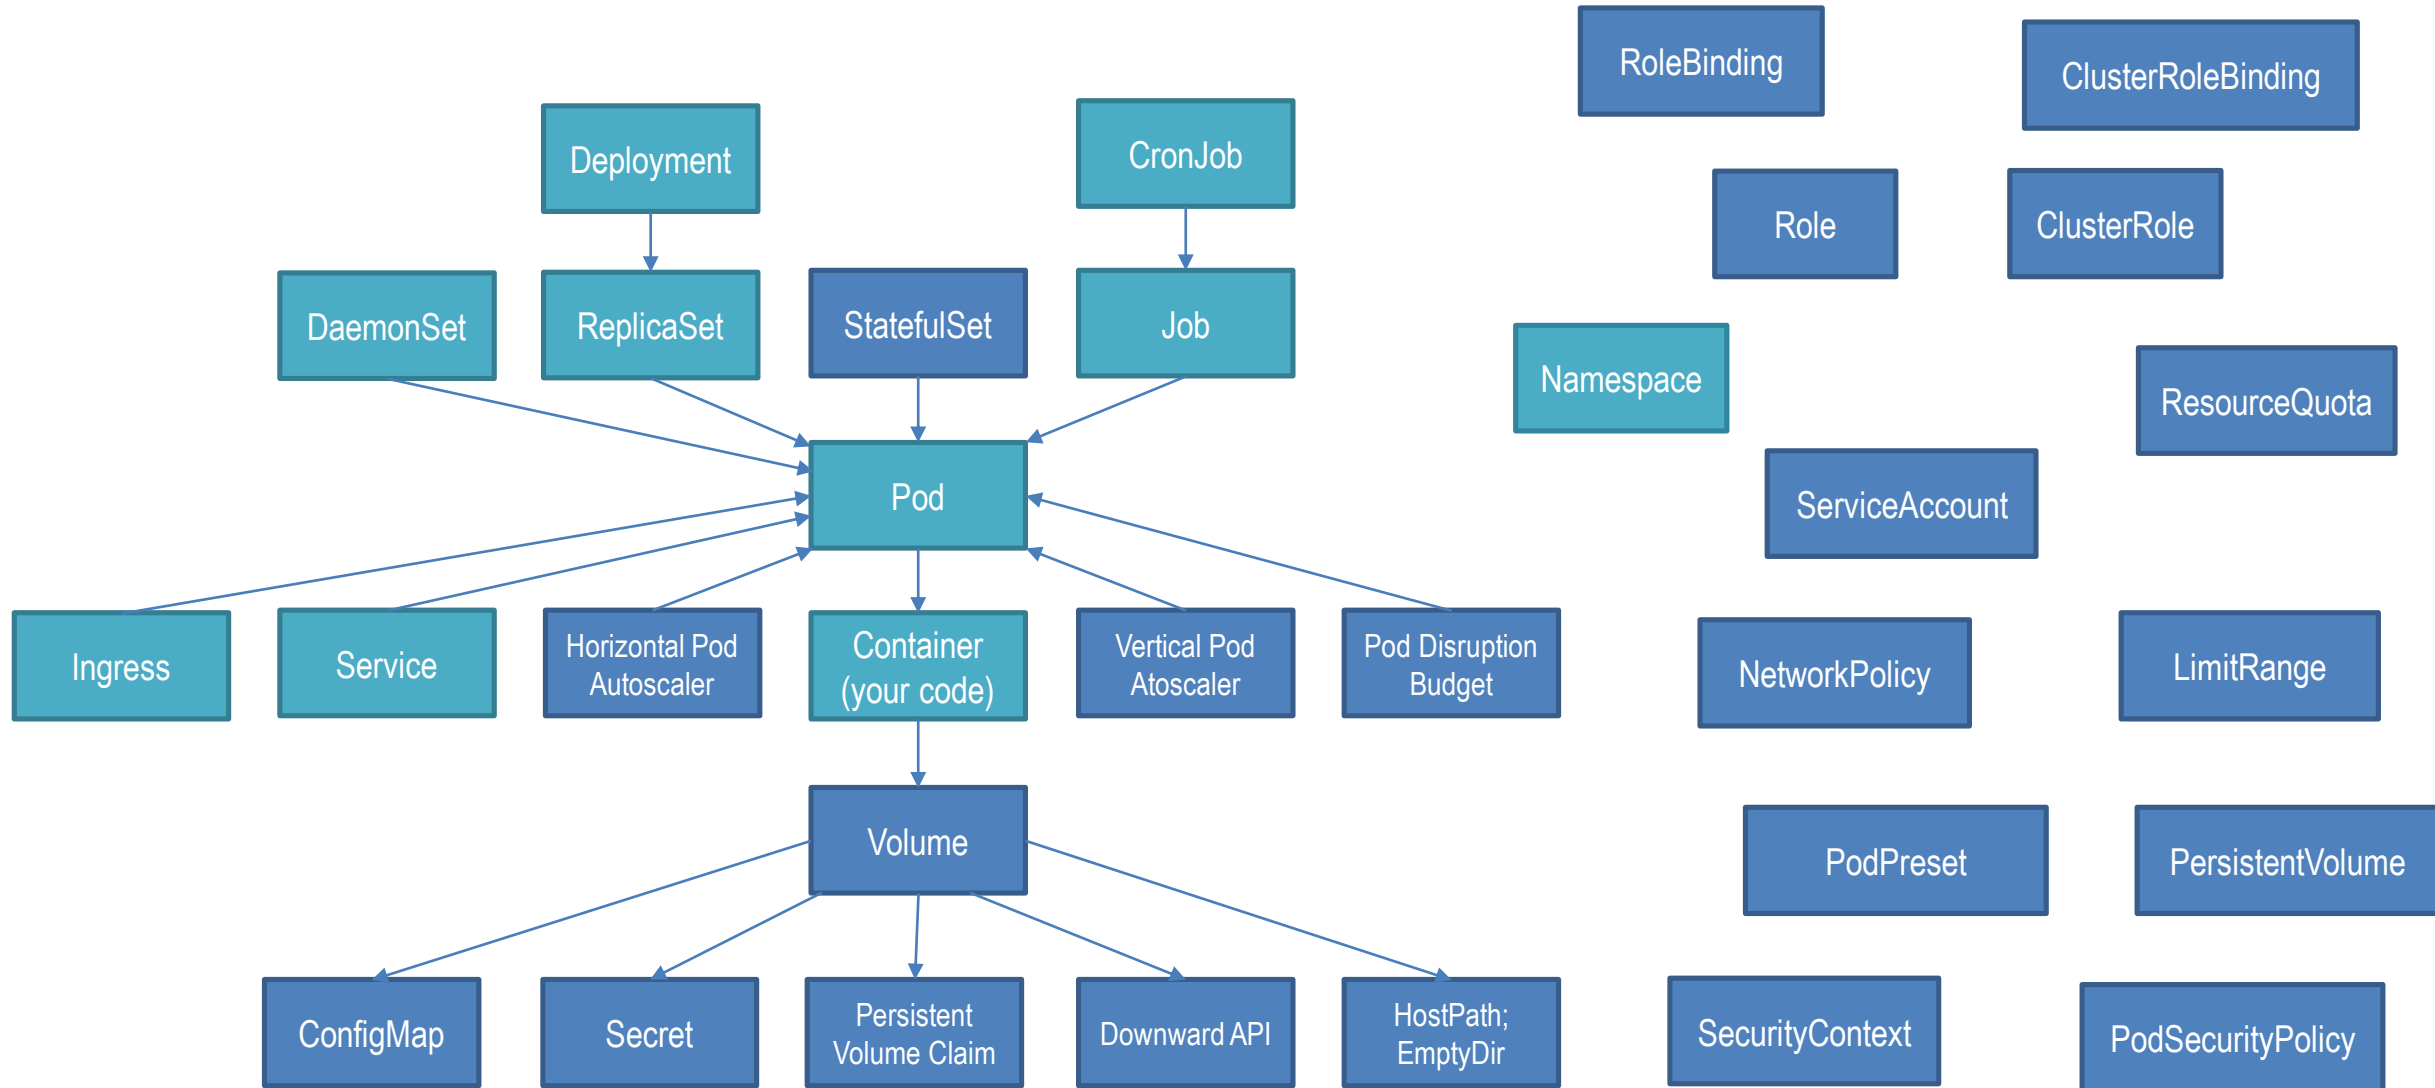 RoleBinding
ClusterRoleBinding
Deployment
CronJob
Role
ClusterRole
DaemonSet
ReplicaSet
StatefulSet
Job
Namespace
ResourceQuota
Pod
ServiceAccount
Ingress
Service
Horizontal Pod
Autoscaler
Container
(your code)
Vertical Pod
Atoscaler
Pod Disruption
Budget
NetworkPolicy
LimitRange
Volume
PodPreset
PersistentVolume
ConfigMap
Secret
Persistent
Volume Claim
Downward API
HostPath;
EmptyDir
SecurityContext
PodSecurityPolicy